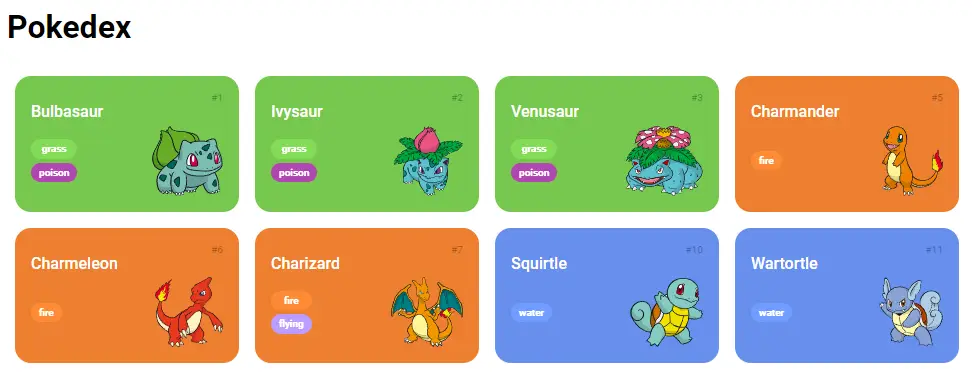 Pokedex
#1
Bulbasaur
grass
poison
#2
Ivysaur
grass
poison
#3
Venusaur
grass
poison
#5
Charmander
fire
#6
Charmeleon
fire
#7
Charizard
fire
flying
#10
Squirtle
water
#11
Wartortle
water